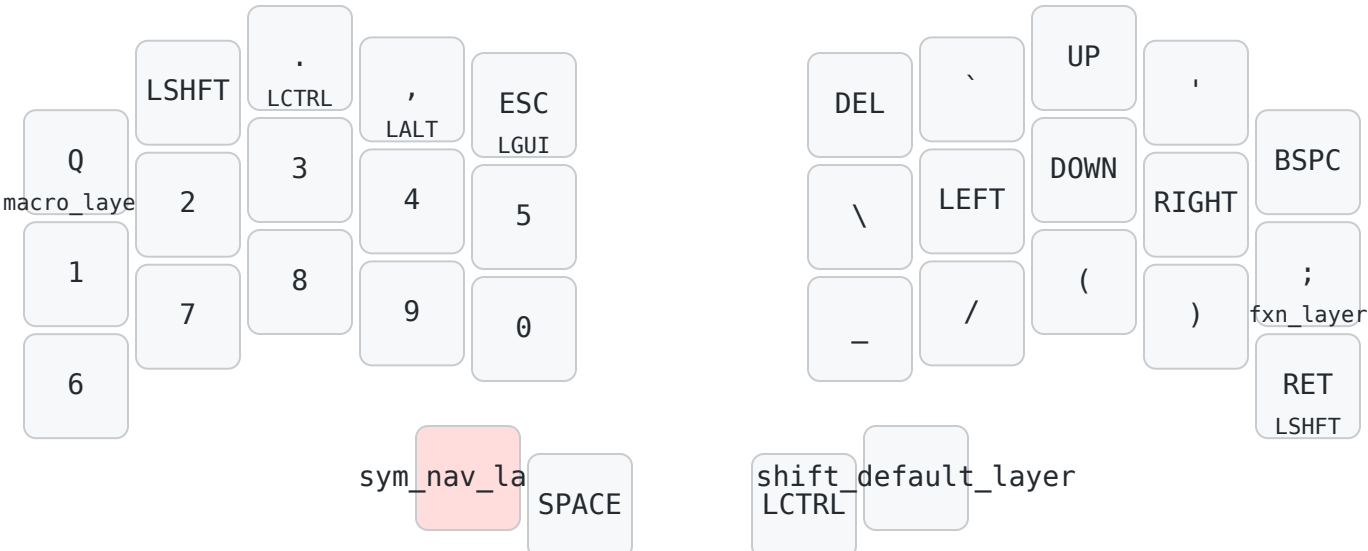 Q
macro_laye
LSHFT
.
LCTRL
,
LALT
ESC
LGUI
1
2
3
4
5
6
7
8
9
0
DEL
`
UP
'
BSPC
\
LEFT
DOWN
RIGHT
;
fxn_layer
_
/
(
)
RET
LSHFT
sym_nav_la
SPACE
LCTRL
shift_default_layer